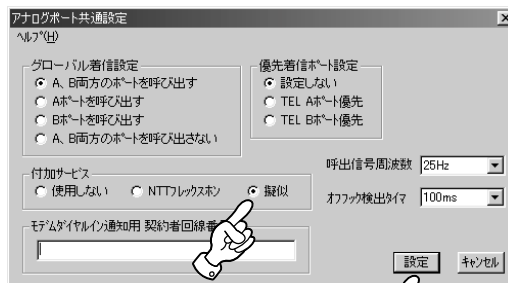 アナログポート共通設定
ヘルプ(H)
グローバル着信設定
A、B両方のポートを呼び出す
Aポートを呼び出す
Bポートを呼び出す
A、B両方のポートを呼び出さない
優先着信ポート設定
設定しない
TEL Aポート優先
TEL Bポート優先
付加サービス
使用しない NTTフレックスホン 擬似
呼出信号周波数 25Hz
オフフック検出タイマ 100ms
モデムダイヤルイン通知用 契約者回線番
設定 キャンセル